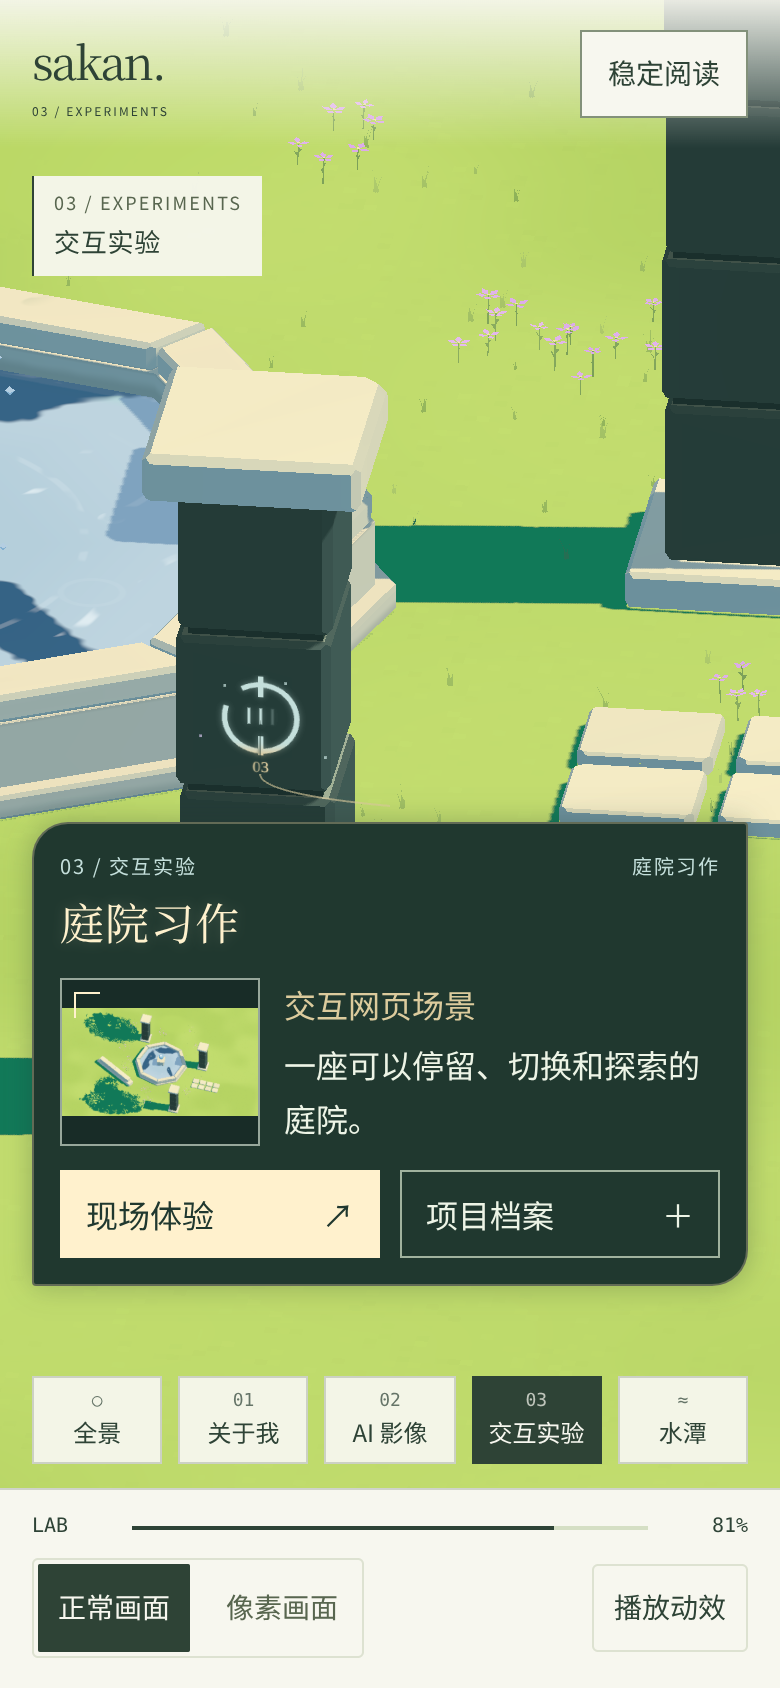 sakan.
03 / EXPERIMENTS
稳定阅读
03 / EXPERIMENTS
交互实验
03
03 / 交互实验
庭院习作
庭院习作
交互网页场景
一座可以停留、切换和探索的
庭院。
现场体验 ↗
项目档案 +
○
全景
01
关于我
02
AI 影像
03
交互实验
≈
水潭
LAB
81%
正常画面
像素画面
播放动效